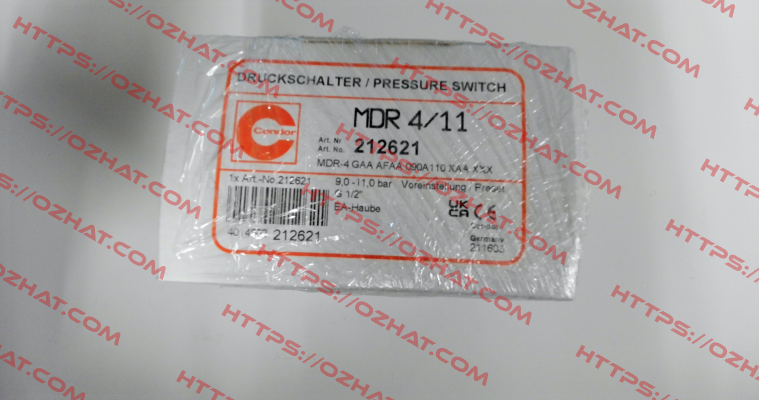 DRUCKSCHALTER / PRESSURE SWITCH
Condor
MDR 4/11
Art. Nr
Art. No. 212621
MDR-4 GAA AFAA 090A110 XAA XXX
1x Art.-No.212621
9,0 -11,0 bar Voreinstellung / Preset
G 1/2"
EA-Haube
UK CA CE
212621
Germany
HTTPS://OZHAT.COM